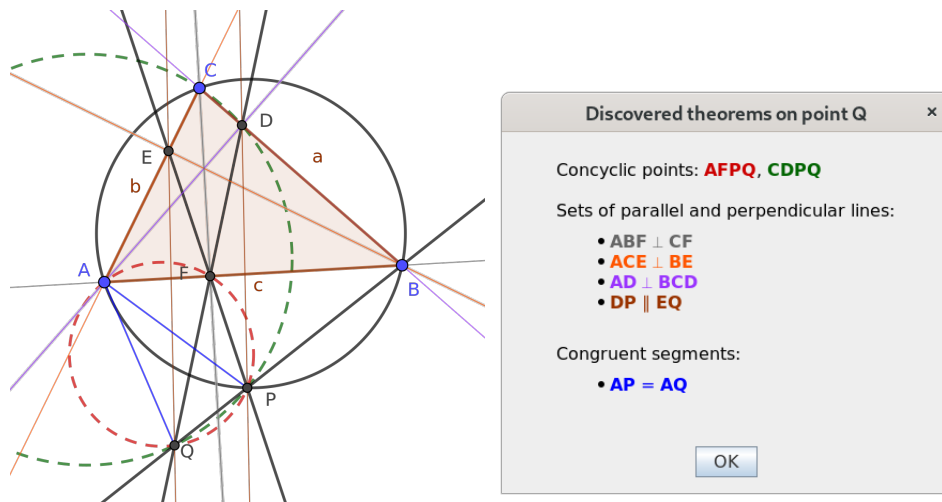 C
D
E
a
b
A
F
c
B
P
Q
Discovered theorems on point Q
×
Concyclic points: AFPQ, CDPQ
Sets of parallel and perpendicular lines:
• ABF ⊥ CF
• ACE ⊥ BE
• AD ⊥ BCD
• DP ∥ EQ
Congruent segments:
• AP = AQ
OK